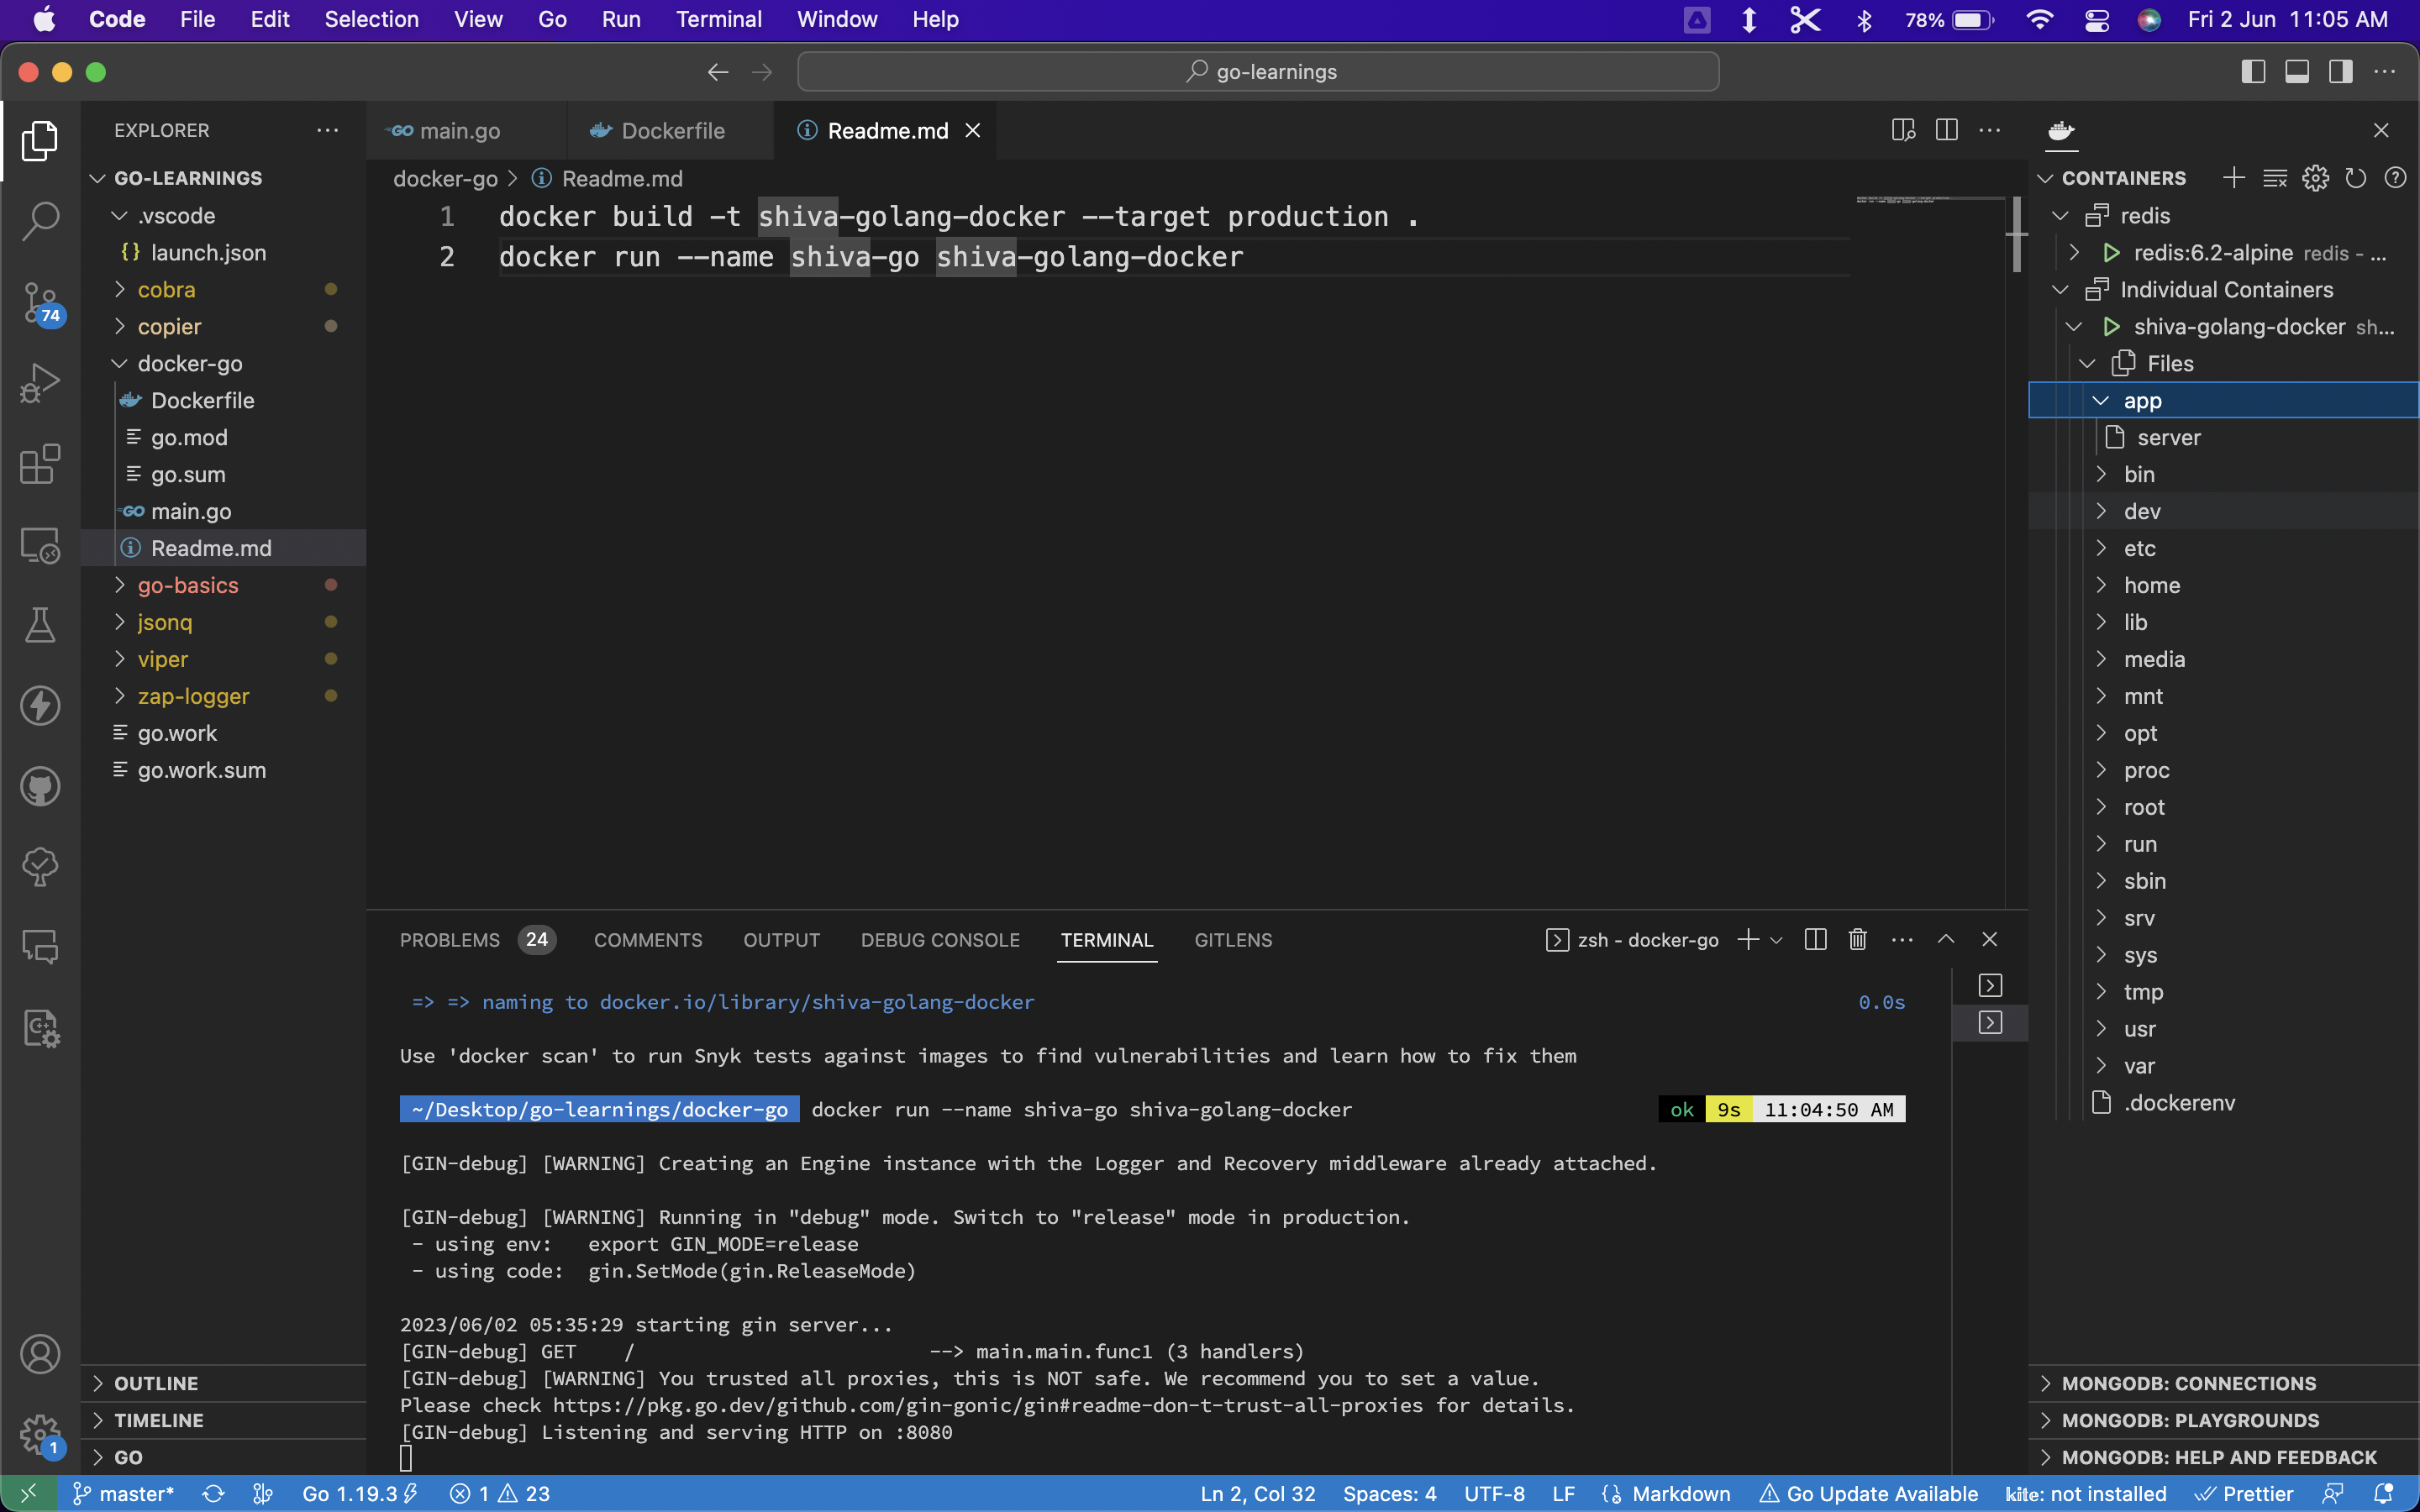 Code File Edit Selection View Go Run Terminal Window Help 78% Fri 2 Jun 11:05 AM
go-learnings
EXPLORER
GO-LEARNINGS
.vscode
{} launch.json
cobra
copier
docker-go
Dockerfile
go.mod
go.sum
GO main.go
Readme.md
go-basics
jsonq
viper
zap-logger
go.work
go.work.sum
OUTLINE
TIMELINE
GO
74
1
GO main.go Dockerfile Readme.md
docker-go > Readme.md
1 docker build -t shiva-golang-docker --target production .
2 docker run --name shiva-go shiva-golang-docker
PROBLEMS 24 COMMENTS OUTPUT DEBUG CONSOLE TERMINAL GITLENS zsh - docker-go
=> => naming to docker.io/library/shiva-golang-docker 0.0s
Use 'docker scan' to run Snyk tests against images to find vulnerabilities and learn how to fix them
~/Desktop/go-learnings/docker-go docker run --name shiva-go shiva-golang-docker ok 9s 11:04:50 AM
[GIN-debug] [WARNING] Creating an Engine instance with the Logger and Recovery middleware already attached.
[GIN-debug] [WARNING] Running in "debug" mode. Switch to "release" mode in production.
- using env: export GIN_MODE=release
- using code: gin.SetMode(gin.ReleaseMode)
2023/06/02 05:35:29 starting gin server...
[GIN-debug] GET / --> main.main.func1 (3 handlers)
[GIN-debug] [WARNING] You trusted all proxies, this is NOT safe. We recommend you to set a value.
Please check https://pkg.go.dev/github.com/gin-gonic/gin#readme-don-t-trust-all-proxies for details.
[GIN-debug] Listening and serving HTTP on :8080
CONTAINERS
redis
redis:6.2-alpine redis - ...
Individual Containers
shiva-golang-docker sh...
Files
app
server
bin
dev
etc
home
lib
media
mnt
opt
proc
root
run
sbin
srv
sys
tmp
usr
var
.dockerenv
MONGODB: CONNECTIONS
MONGODB: PLAYGROUNDS
MONGODB: HELP AND FEEDBACK
master* Go 1.19.3 1 23 Ln 2, Col 32 Spaces: 4 UTF-8 LF Markdown Go Update Available kite: not installed Prettier